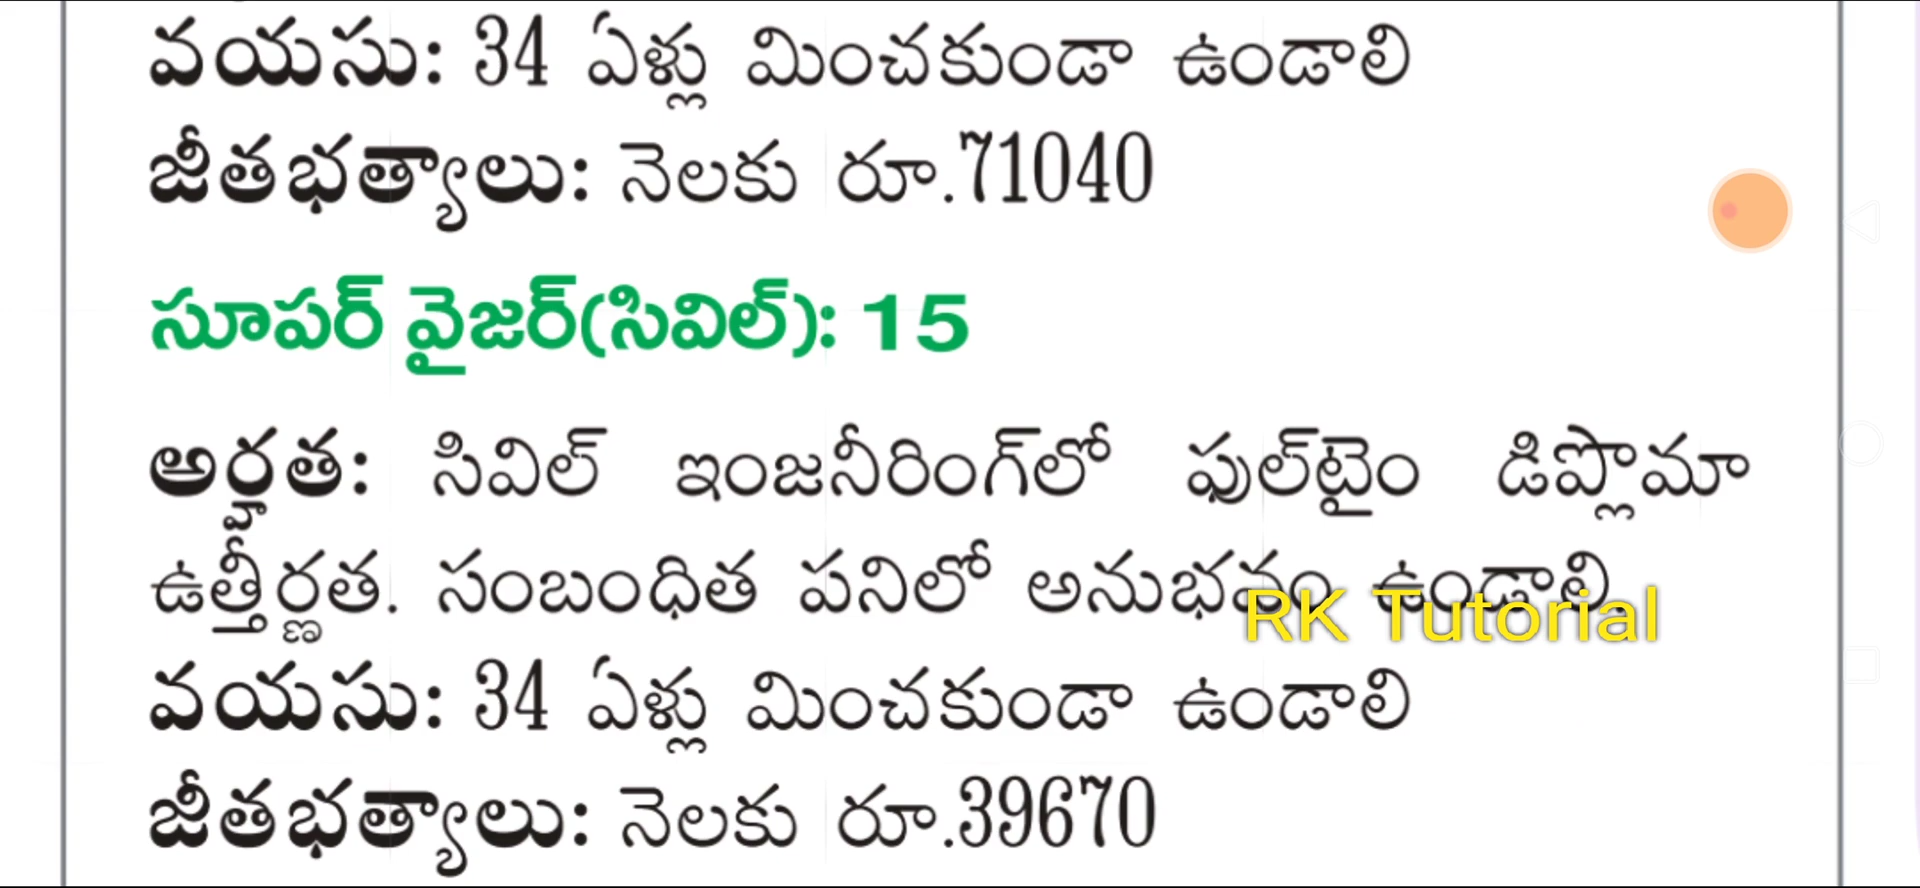 వయసు: 34 ఏళ్లు మించకుండా ఉండాలి
జీతభత్యాలు: నెలకు రూ.71040
సూపర్ వైజర్(సివిల్): 15
అర్హత: సివిల్ ఇంజనీరింగ్‌లో ఫుల్‌టైం డిప్లొమా
ఉత్తీర్ణత. సంబంధిత పనిలో అనుభవం ఉండాలి.
RK Tutorial
వయసు: 34 ఏళ్లు మించకుండా ఉండాలి
జీతభత్యాలు: నెలకు రూ.39670